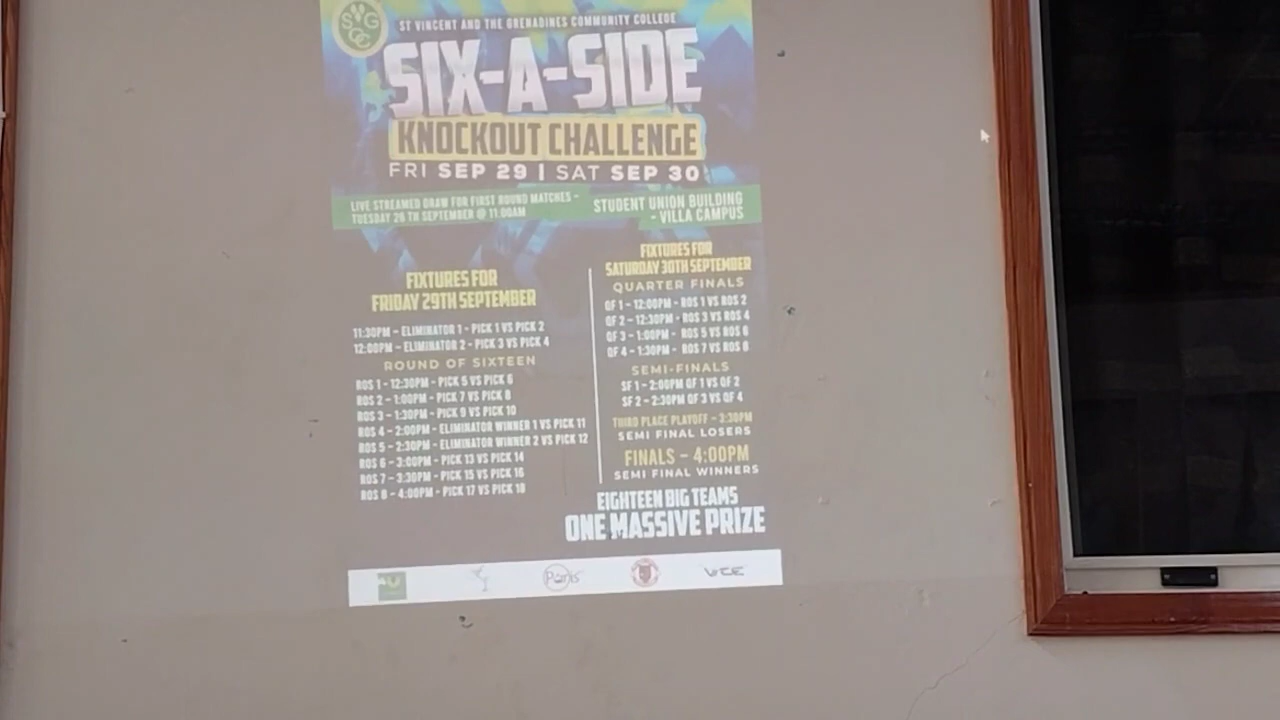 SVGCC
ST VINCENT AND THE GRENADINES COMMUNITY COLLEGE
SIX-A-SIDE
KNOCKOUT CHALLENGE
FRI SEP 29 | SAT SEP 30
LIVE STREAMED DRAW FOR FIRST ROUND MATCHES -
TUESDAY 26 TH SEPTEMBER @ 11:00AM
STUDENT UNION BUILDING
- VILLA CAMPUS
FIXTURES FOR
FRIDAY 29TH SEPTEMBER
11:30PM - ELIMINATOR 1 - PICK 1 VS PICK 2
12:00PM - ELIMINATOR 2 - PICK 3 VS PICK 4
ROUND OF SIXTEEN
ROS 1 - 12:30PM - PICK 5 VS PICK 6
ROS 2 - 1:00PM - PICK 7 VS PICK 8
ROS 3 - 1:30PM - PICK 9 VS PICK 10
ROS 4 - 2:00PM - ELIMINATOR WINNER 1 VS PICK 11
ROS 5 - 2:30PM - ELIMINATOR WINNER 2 VS PICK 12
ROS 6 - 3:00PM - PICK 13 VS PICK 14
ROS 7 - 3:30PM - PICK 15 VS PICK 16
ROS 8 - 4:00PM - PICK 17 VS PICK 18
FIXTURES FOR
SATURDAY 30TH SEPTEMBER
QUARTER FINALS
QF 1 - 12:00PM - ROS 1 VS ROS 2
QF 2 - 12:30PM - ROS 3 VS ROS 4
QF 3 - 1:00PM - ROS 5 VS ROS 6
QF 4 - 1:30PM - ROS 7 VS ROS 8
SEMI-FINALS
SF 1 - 2:00PM QF 1 VS QF 2
SF 2 - 2:30PM QF 3 VS QF 4
THIRD PLACE PLAYOFF - 3:30PM
SEMI FINAL LOSERS
FINALS - 4:00PM
SEMI FINAL WINNERS
EIGHTEEN BIG TEAMS
ONE MASSIVE PRIZE
Paris